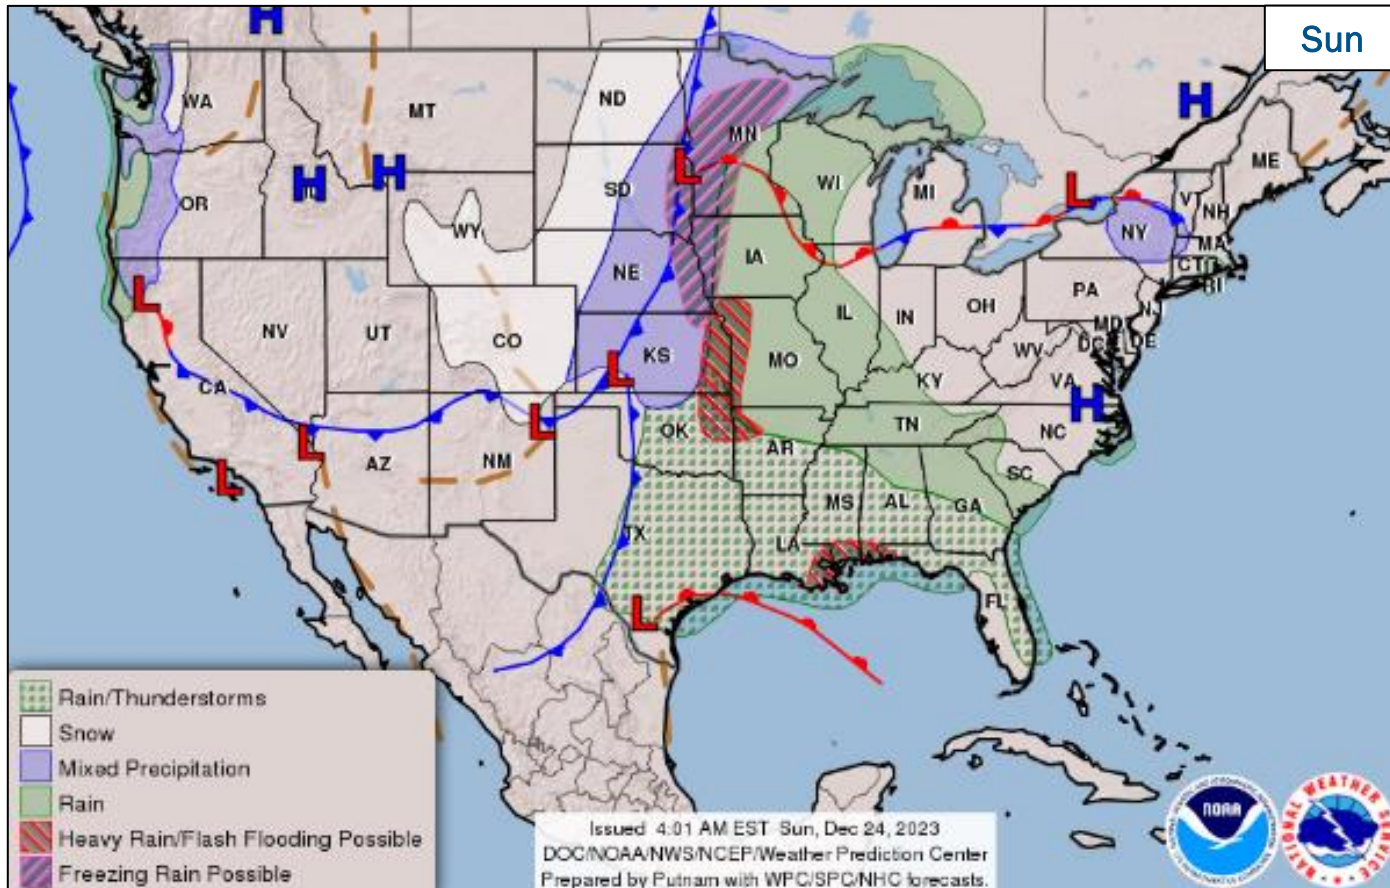 Sun
H
H
WA
MT
ND
MN
ME
H
H
L
SD
WI
MI
L
VT
NH
OR
WY
NY
MA
CT
RI
L
NE
IA
PA
NJ
NV
UT
CO
KS
IL
IN
OH
MD
DE
DC
WV
MO
CA
L
KY
VA
H
L
L
OK
TN
NC
AZ
NM
AR
SC
L
MS
AL
GA
TX
LA
L
FL
Rain/Thunderstorms
Snow
Mixed Precipitation
Rain
Heavy Rain/Flash Flooding Possible
Freezing Rain Possible
Issued 4:01 AM EST Sun, Dec 24, 2023
DOC/NOAA/NWS/NCEP/Weather Prediction Center
Prepared by Putnam with WPC/SPC/NHC forecasts.
NOAA
NATIONAL WEATHER SERVICE